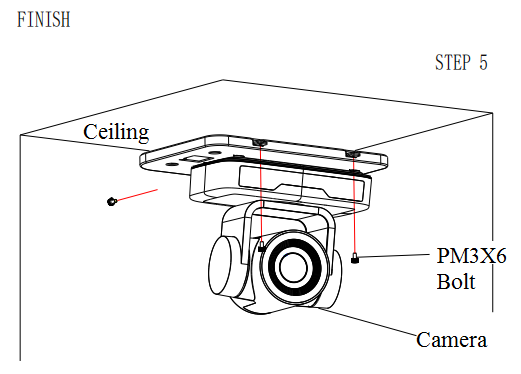 FINISH
STEP 5
Ceiling
PM3X6
Bolt
Camera